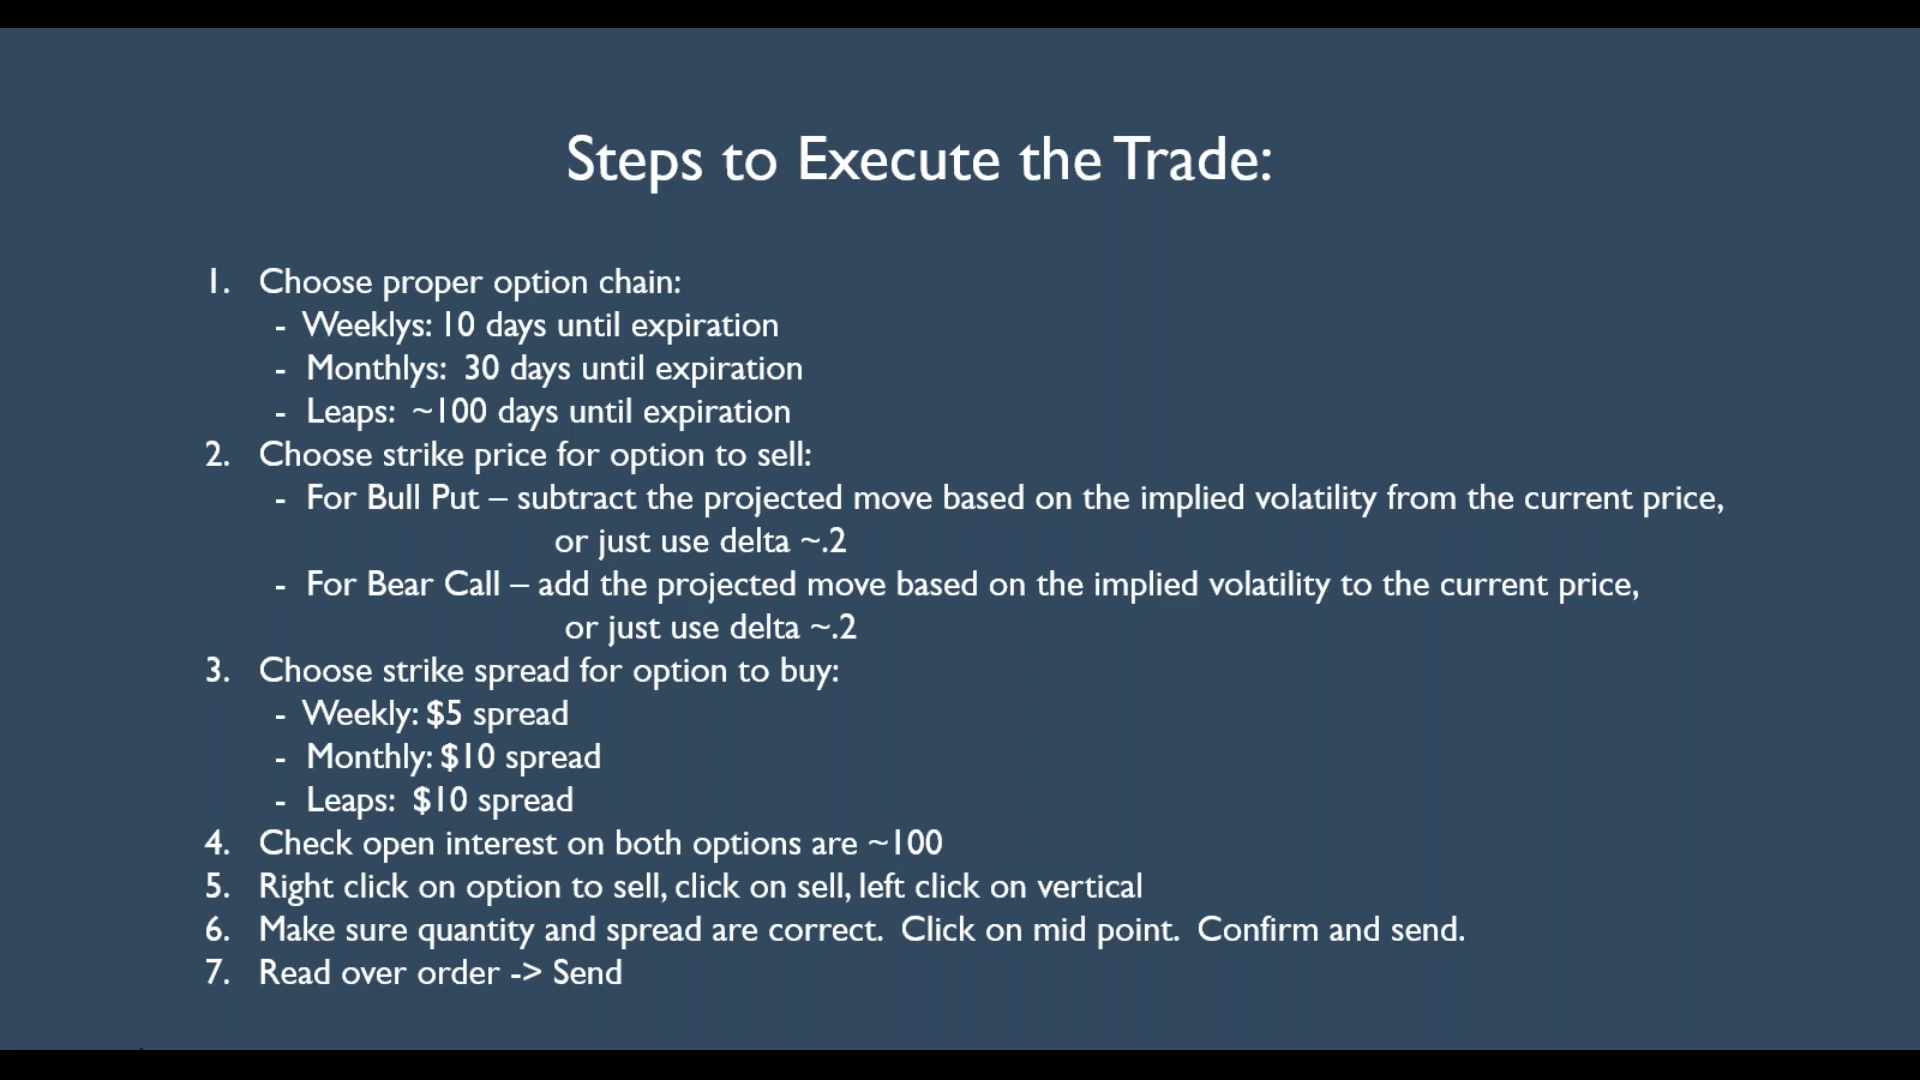 Steps to Execute the Trade:
1. Choose proper option chain:
- Weeklys: 10 days until expiration
- Monthlys: 30 days until expiration
- Leaps: ~100 days until expiration
2. Choose strike price for option to sell:
- For Bull Put – subtract the projected move based on the implied volatility from the current price,
or just use delta ~.2
- For Bear Call – add the projected move based on the implied volatility to the current price,
or just use delta ~.2
3. Choose strike spread for option to buy:
- Weekly: $5 spread
- Monthly: $10 spread
- Leaps: $10 spread
4. Check open interest on both options are ~100
5. Right click on option to sell, click on sell, left click on vertical
6. Make sure quantity and spread are correct. Click on mid point. Confirm and send.
7. Read over order -> Send